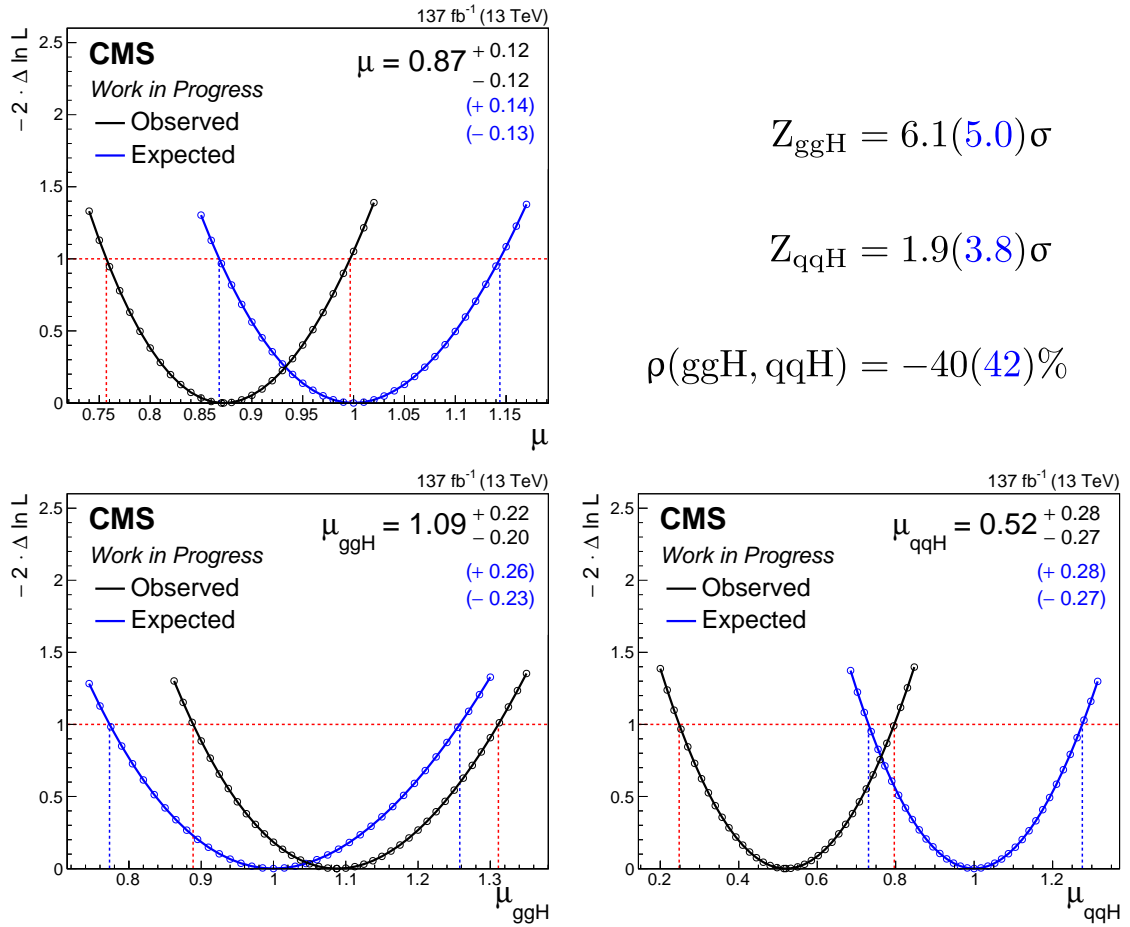 137 fb⁻¹ (13 TeV)
CMS
Work in Progress
Observed
Expected
μ = 0.87 + 0.12 − 0.12
(+ 0.14)
(− 0.13)
− 2 · Δ ln L
2.5
2
1.5
1
0.5
0
0.75 0.8 0.85 0.9 0.95 1 1.05 1.1 1.15
μ
Z_ggH = 6.1(5.0)σ
Z_qqH = 1.9(3.8)σ
ρ(ggH, qqH) = −40(42)%
137 fb⁻¹ (13 TeV)
CMS
Work in Progress
Observed
Expected
μ_ggH = 1.09 + 0.22 − 0.20
(+ 0.26)
(− 0.23)
− 2 · Δ ln L
2.5
2
1.5
1
0.5
0
0.8 0.9 1 1.1 1.2 1.3
μ_ggH
137 fb⁻¹ (13 TeV)
CMS
Work in Progress
Observed
Expected
μ_qqH = 0.52 + 0.28 − 0.27
(+ 0.28)
(− 0.27)
− 2 · Δ ln L
2.5
2
1.5
1
0.5
0
0.2 0.4 0.6 0.8 1 1.2
μ_qqH